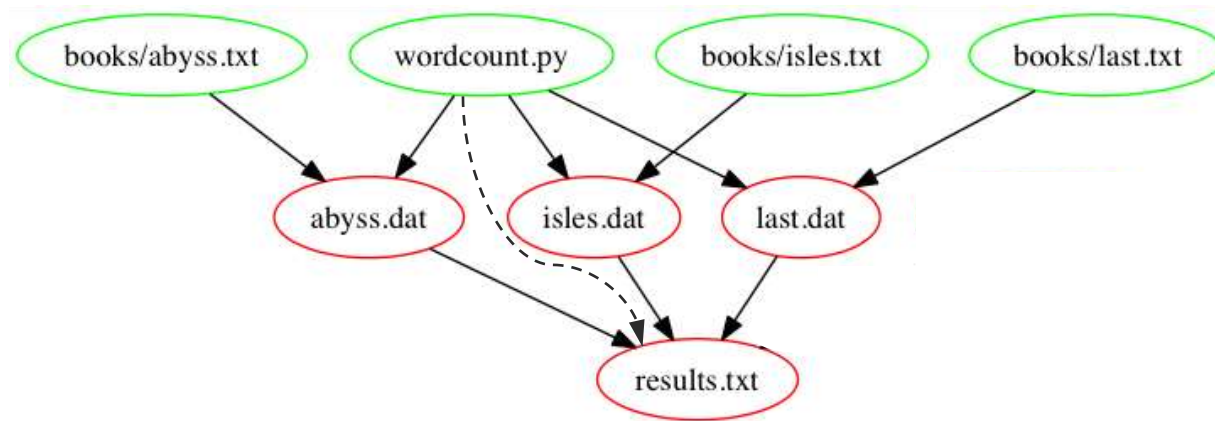 books/abyss.txt
wordcount.py
books/isles.txt
books/last.txt
abyss.dat
isles.dat
last.dat
results.txt